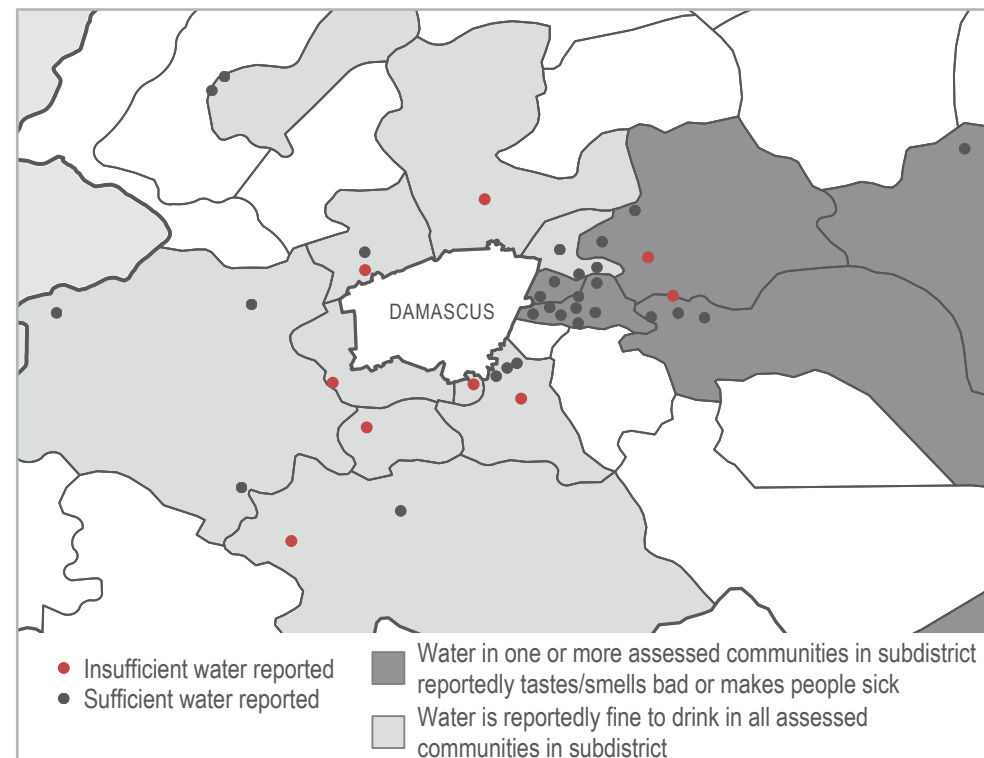 DAMASCUS
Insufficient water reported
Sufficient water reported
Water in one or more assessed communities in subdistrict
reportedly tastes/smells bad or makes people sick
Water is reportedly fine to drink in all assessed
communities in subdistrict